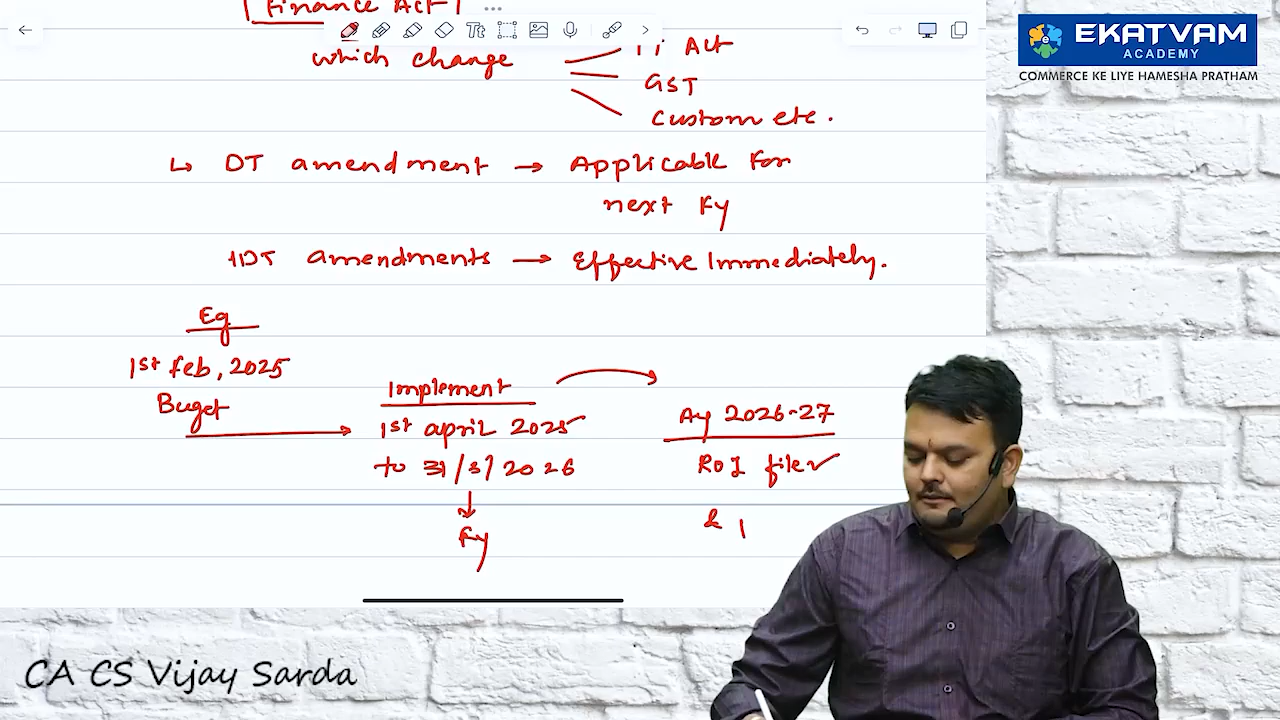 Finance Act
which change
IT Act
GST
Custom etc.
↳ DT amendment → Applicable For
next Fy
IDT amendments → Effective Immediately.
Eg
1st feb, 2025
Buget
Implement
1st april 2025
to 31/3/2026
↓
Fy
Ay 2026-27
ROI file
&
EKATVAM
ACADEMY
COMMERCE KE LIYE HAMESHA PRATHAM
CA CS Vijay Sarda